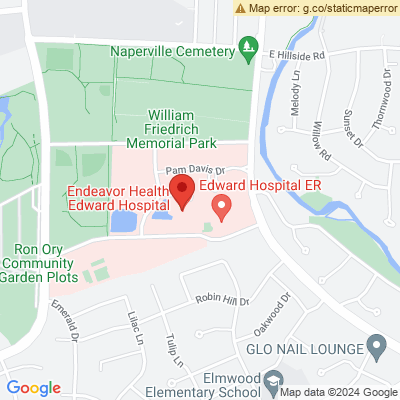 Map error: g.co/staticmaperror
Naperville Cemetery
E Hillside Rd
Melody Ln
Willow Rd
Sunset Dr
Thornwood Dr
William
Friedrich
Memorial Park
Pam Davis Dr
Endeavor Health
Edward Hospital
Edward Hospital ER
Ron Ory
Community
Garden Plots
Robin Hill Dr
Emerald Dr
Lilac Ln
Tulip Ln
Oakwood Dr
GLO NAIL LOUNGE
Elmwood
Elementary School
Google
Map data ©2024 Google